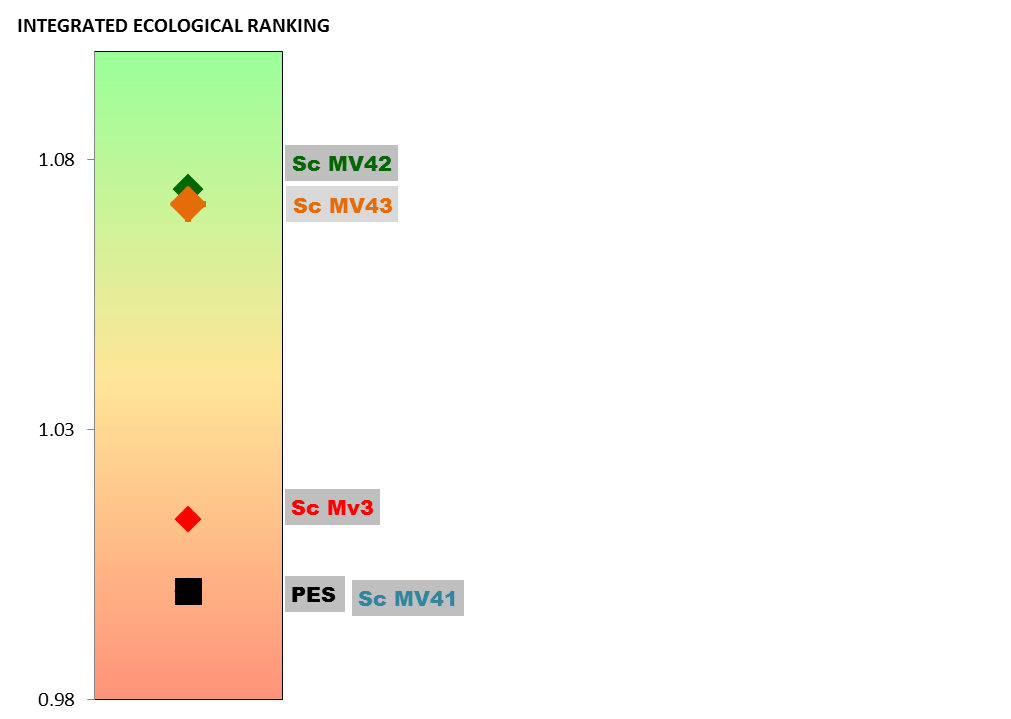 INTEGRATED ECOLOGICAL RANKING
1.08
Sc MV42
Sc MV43
1.03
Sc Mv3
PES
Sc MV41
0.98